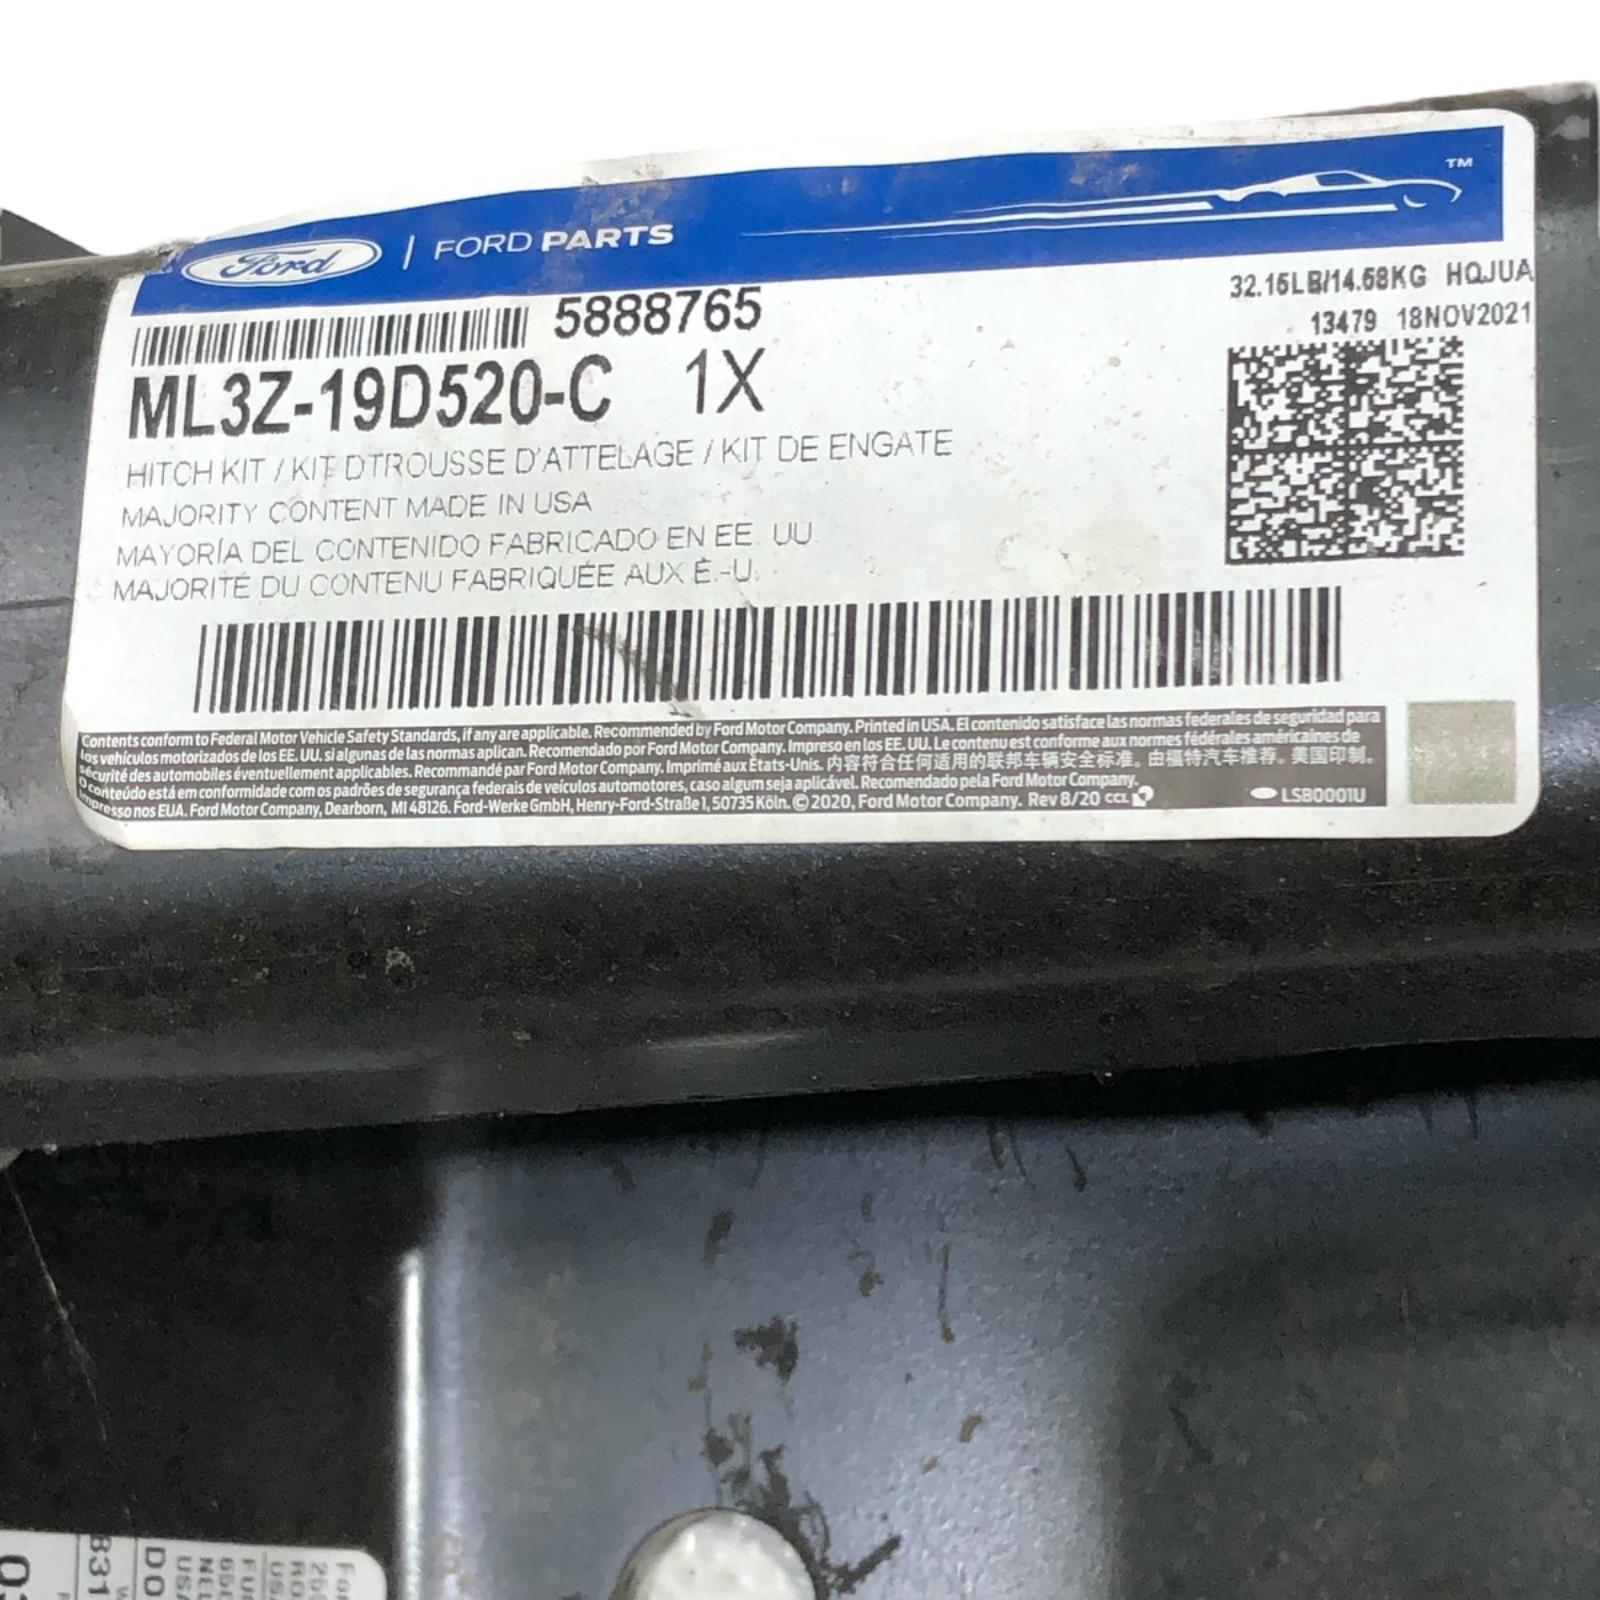 Ford | FORD PARTS
TM
5888765
32.15LB/14.58KG HQJUA
13479 18NOV2021
ML3Z-19D520-C 1X
HITCH KIT / KIT DTROUSSE D'ATTELAGE / KIT DE ENGATE
MAJORITY CONTENT MADE IN USA
MAYORÍA DEL CONTENIDO FABRICADO EN EE. UU
MAJORITÉ DU CONTENU FABRIQUÉE AUX É.-U.
Contents conform to Federal Motor Vehicle Safety Standards, if any are applicable. Recommended by Ford Motor Company. Printed in USA. El contenido satisface las normas federales de seguridad para
los vehículos motorizados de los EE. UU. si algunas de las normas aplican. Recomendado por Ford Motor Company. Impreso en los EE. UU. Le contenu est conforme aux normes fédérales américaines de
sécurité des automobiles éventuellement applicables. Recommandé par Ford Motor Company. Imprimé aux États-Unis. 内容符合任何适用的联邦车辆安全标准。由福特汽车推荐。美国印制。
O conteúdo está em conformidade com os padrões de segurança federais de veículos automotores, caso algum seja aplicável. Recomendado pela Ford Motor Company.
Impresso nos EUA. Ford Motor Company, Dearborn, MI 48126. Ford-Werke GmbH, Henry-Ford-Straße 1, 50735 Köln. © 2020, Ford Motor Company. Rev 8/20 CCL
LSB0001U